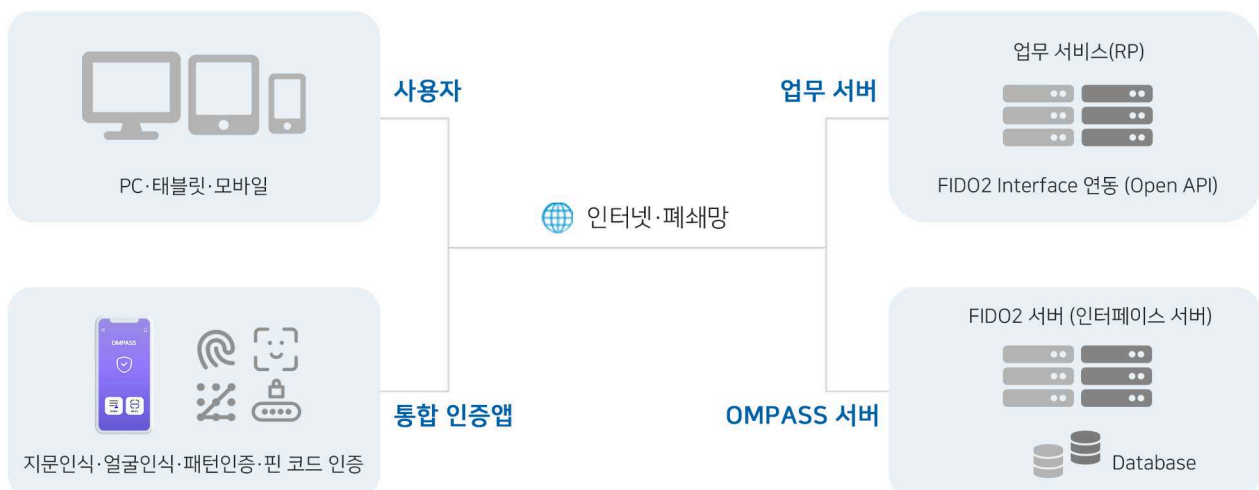 사용자
PC·태블릿·모바일
업무 서버
업무 서비스(RP)
FIDO2 Interface 연동 (Open API)
인터넷·폐쇄망
OMPASS
통합 인증앱
지문인식·얼굴인식·패턴인증·핀 코드 인증
OMPASS 서버
FIDO2 서버 (인터페이스 서버)
Database